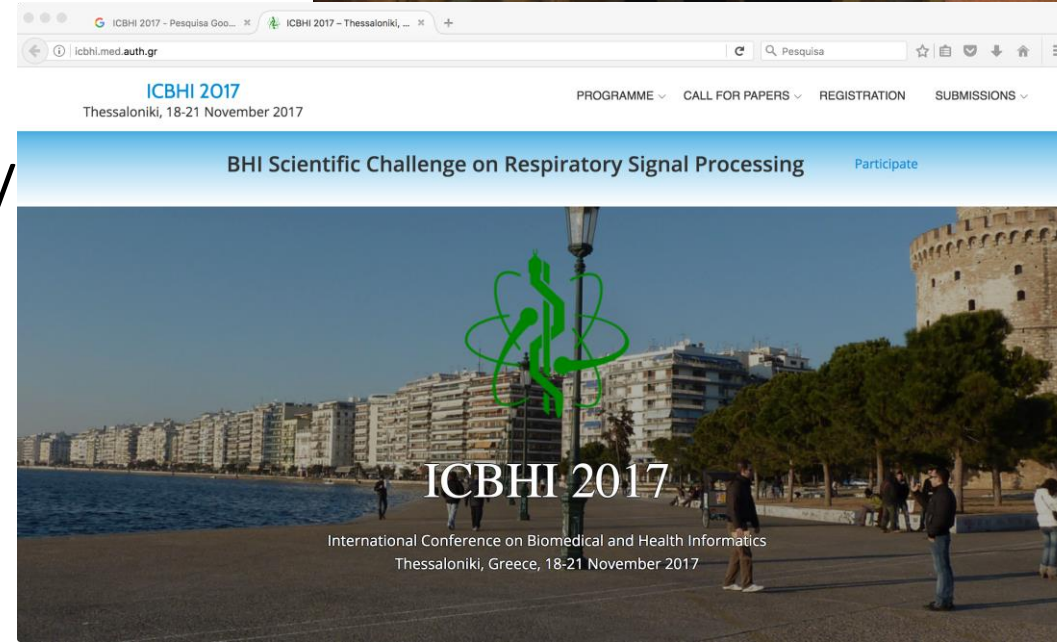 ICBHI 2017 - Pesquisa Goo...
ICBHI 2017 – Thessaloniki, ...
icbhi.med.auth.gr
Pesquisa
ICBHI 2017
Thessaloniki, 18-21 November 2017
PROGRAMME CALL FOR PAPERS REGISTRATION SUBMISSIONS
BHI Scientific Challenge on Respiratory Signal Processing
Participate
ICBHI 2017
International Conference on Biomedical and Health Informatics
Thessaloniki, Greece, 18-21 November 2017